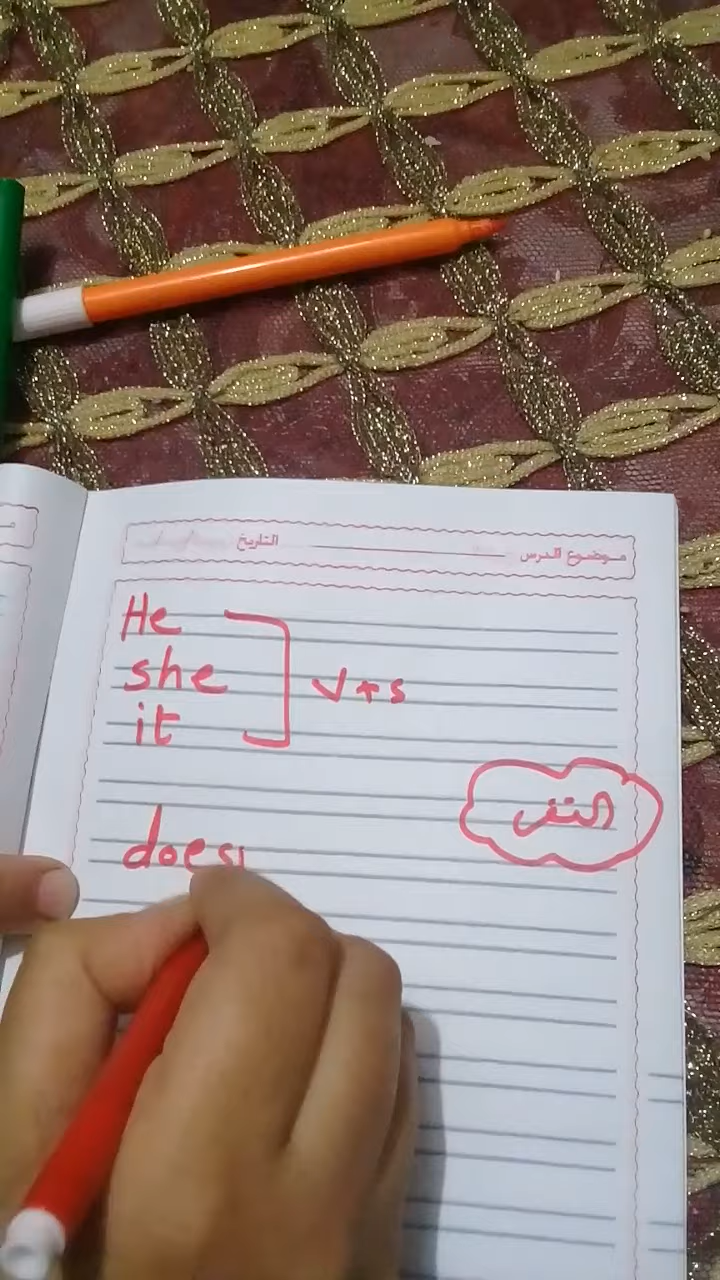 موضوع الدرس التاريخ
He
she
it
v+s
النفي
does